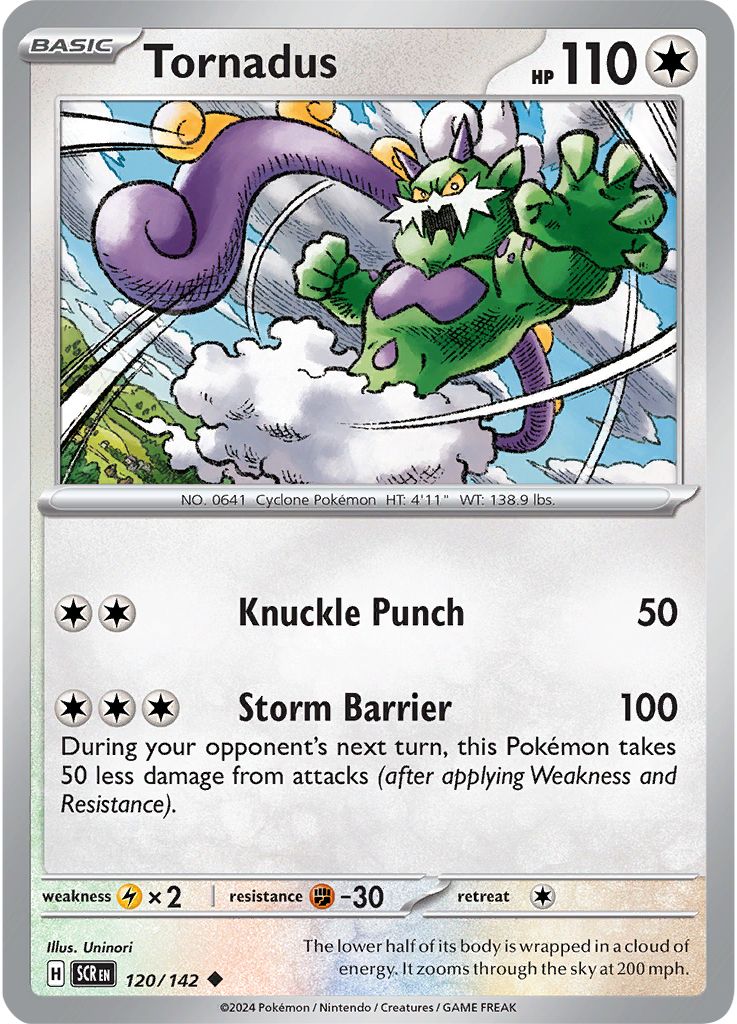 BASIC
Tornadus
HP 110
NO. 0641 Cyclone Pokémon HT: 4'11" WT: 138.9 lbs.
Knuckle Punch 50
Storm Barrier 100
During your opponent's next turn, this Pokémon takes
50 less damage from attacks (after applying Weakness and
Resistance).
weakness ×2 resistance -30 retreat
Illus. Uninori
The lower half of its body is wrapped in a cloud of
energy. It zooms through the sky at 200 mph.
H SCR EN 120/142
©2024 Pokémon / Nintendo / Creatures / GAME FREAK